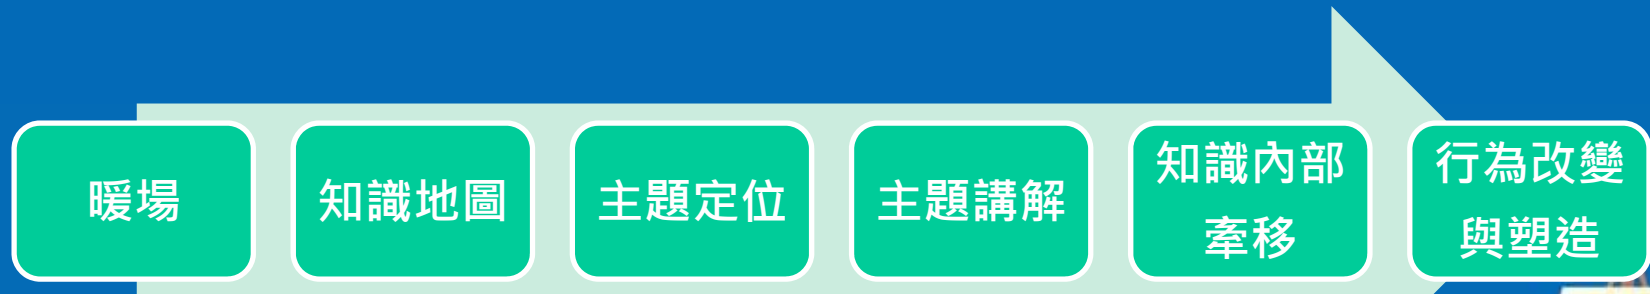 暖場
知識地圖
主題定位
主題講解
知識內部
牽移
行為改變
與塑造